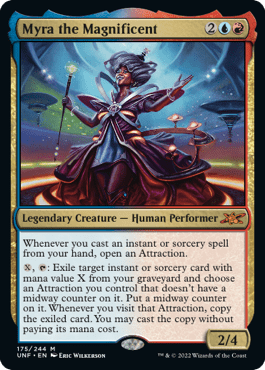 Myra the Magnificent 2
Legendary Creature — Human Performer
Whenever you cast an instant or sorcery spell
from your hand, open an Attraction.
X, T: Exile target instant or sorcery card with
mana value X from your graveyard and choose
an Attraction you control that doesn't have a
midway counter on it. Put a midway counter
on it. Whenever you visit that Attraction, copy
the exiled card. You may cast the copy without
paying its mana cost.
175/244 M
UNF • EN Eric Wilkerson ™ & © 2022 Wizards of the Coast
2/4